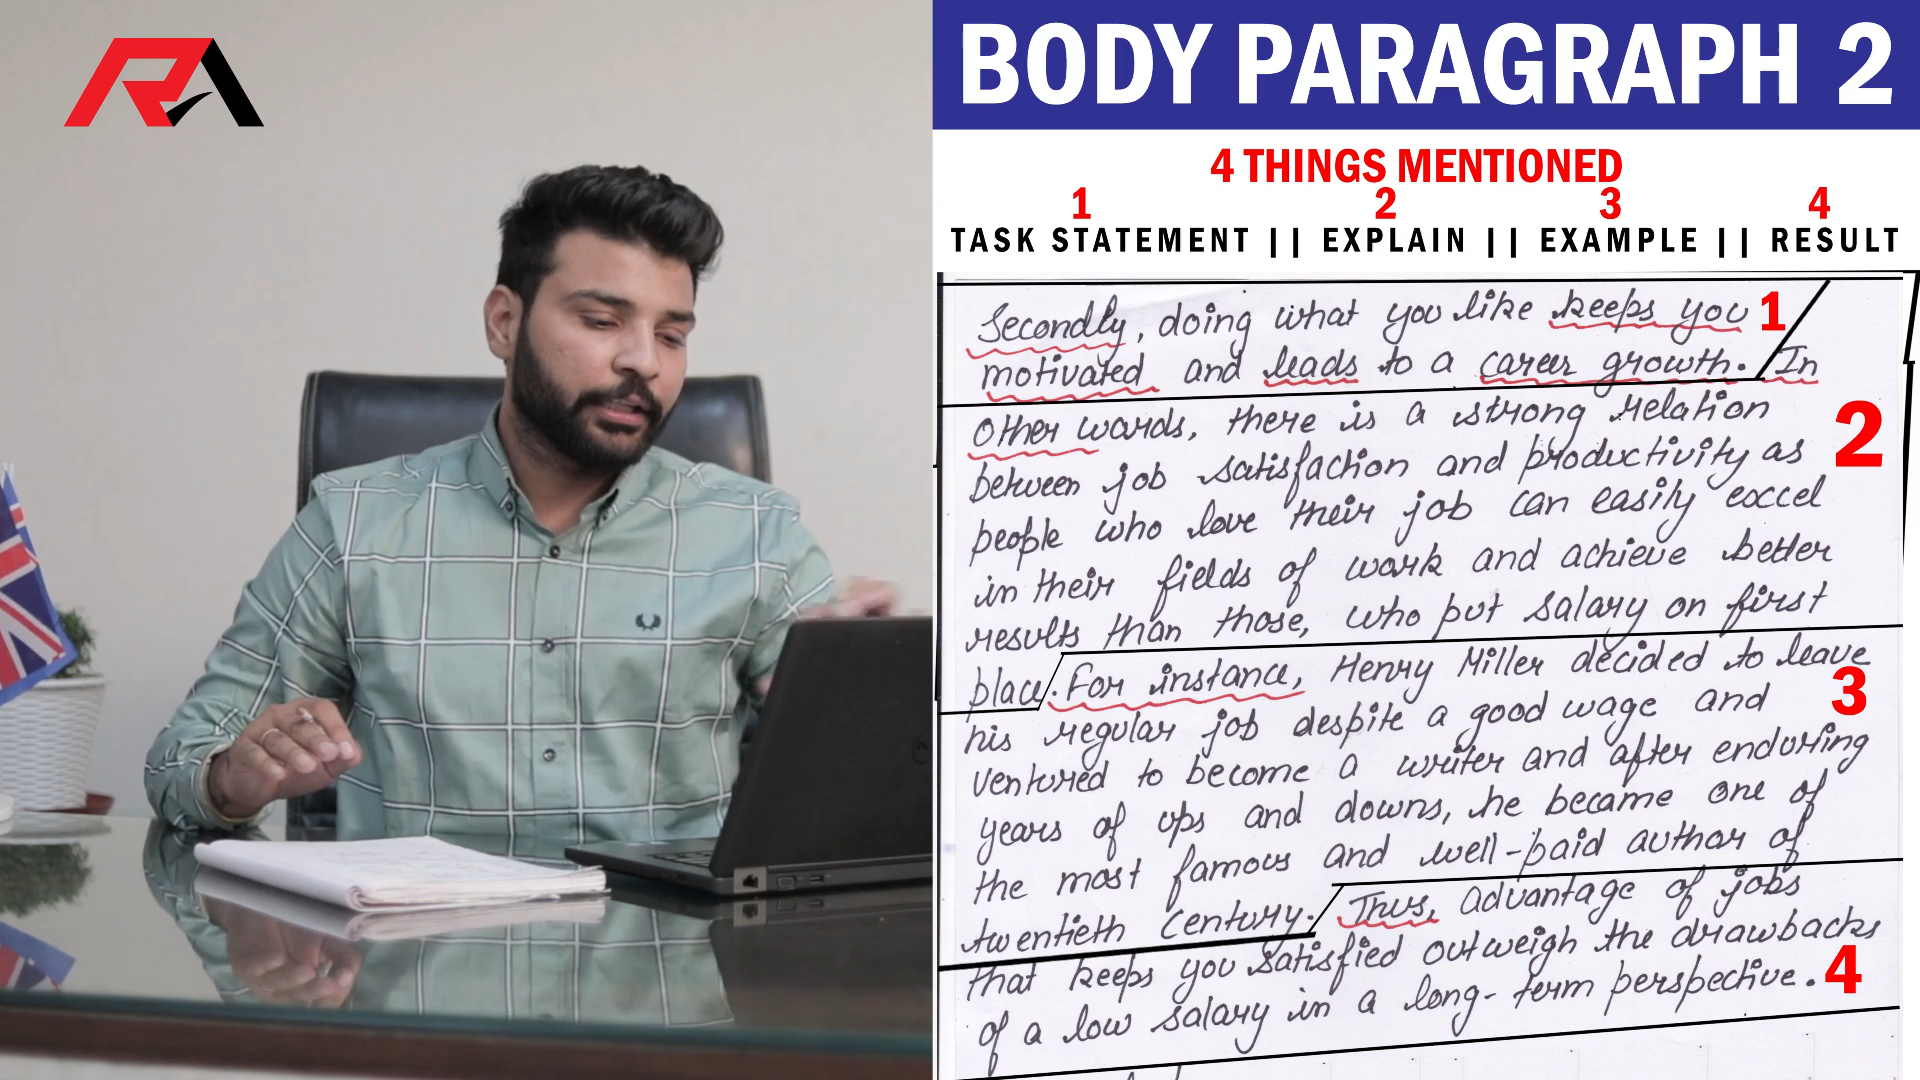 RA
BODY PARAGRAPH 2
4 THINGS MENTIONED
1 2 3 4
TASK STATEMENT || EXPLAIN || EXAMPLE || RESULT
Secondly, doing what you like keeps you 1
motivated and leads to a career growth. In
other words, there is a strong relation 2
between job satisfaction and productivity as
people who love their job can easily excel
in their fields of work and achieve better
results than those, who put salary on first
place. For instance, Henry Miller decided to leave
his regular job despite a good wage and 3
ventured to become a writer and after enduring
years of ups and downs, he became one of
the most famous and well-paid author of
twentieth century. Thus, advantage of jobs
that keeps you satisfied outweigh the drawbacks
of a low salary in a long-term perspective. 4